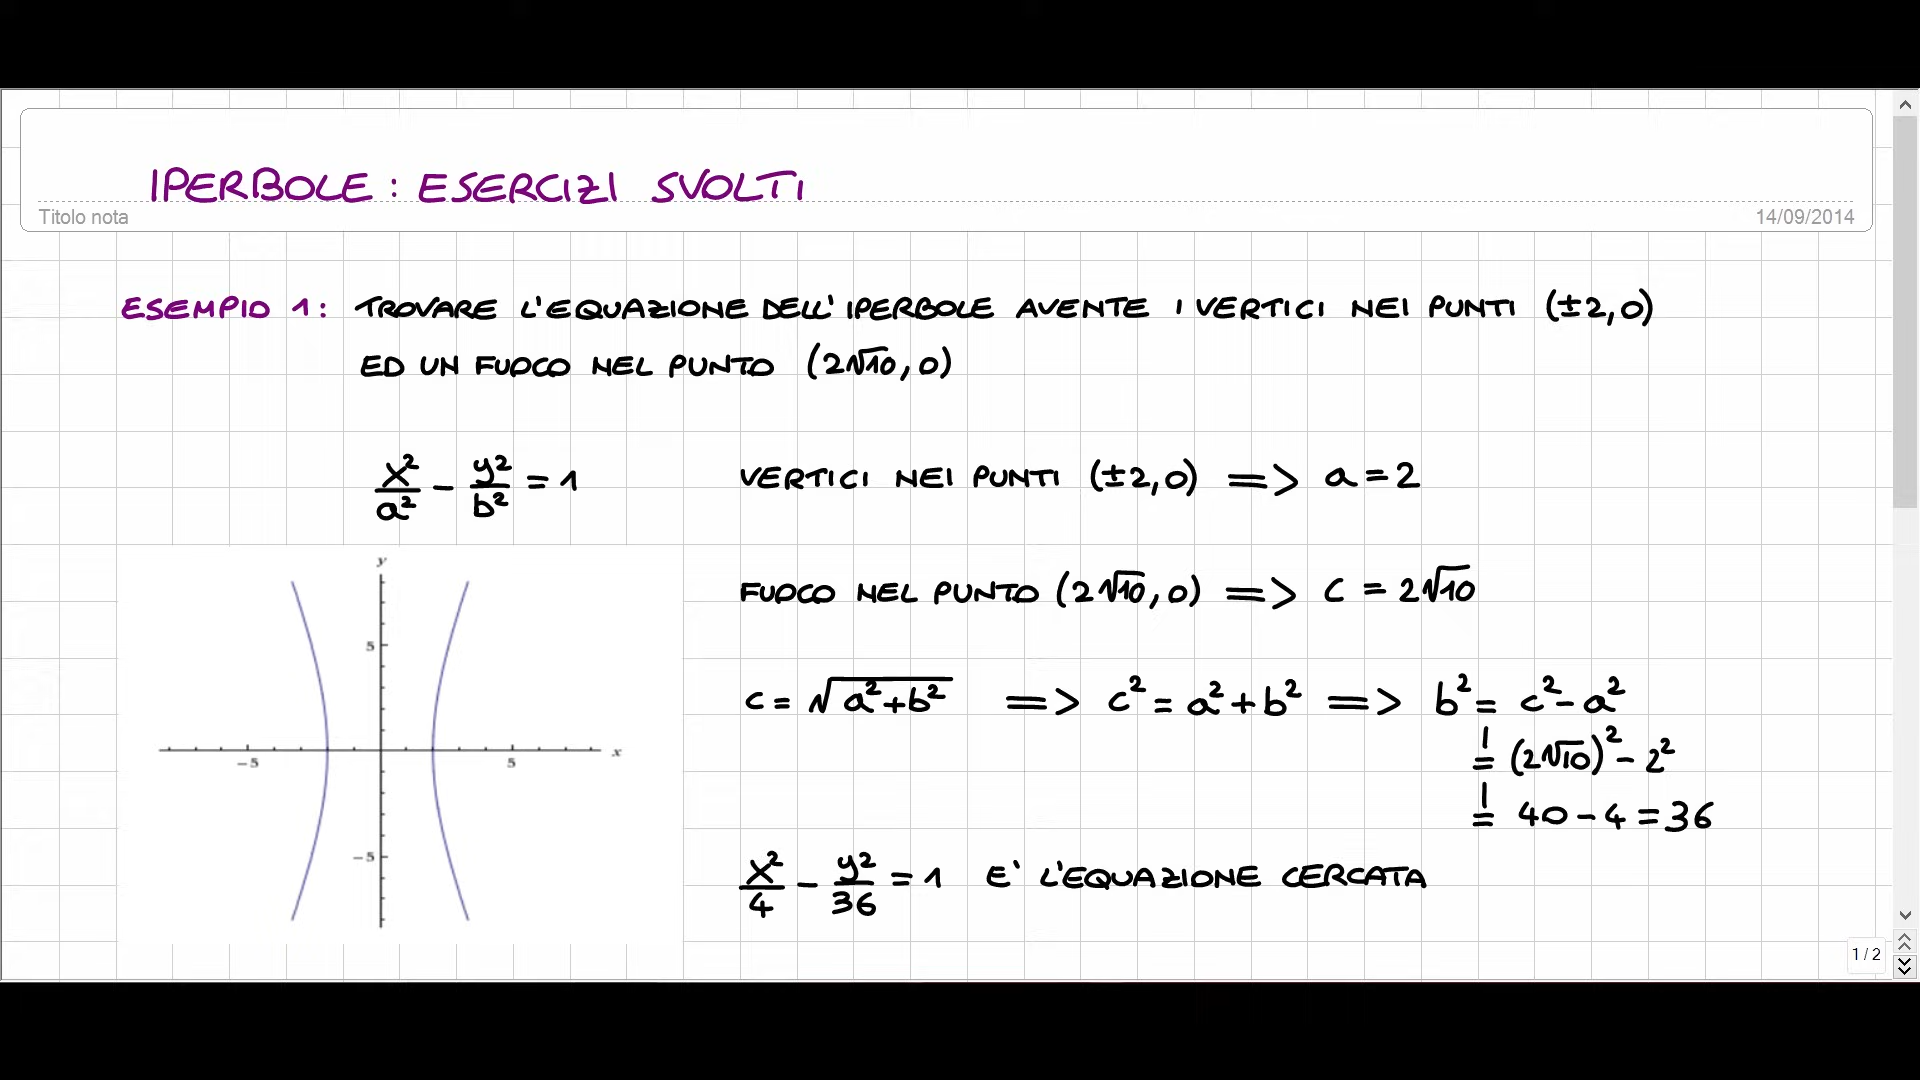 IPERBOLE : ESERCIZI SVOLTI
Titolo nota 14/09/2014
ESEMPIO 1: TROVARE L'EQUAZIONE DELL'IPERBOLE AVENTE I VERTICI NEI PUNTI (±2,0)
ED UN FUOCO NEL PUNTO (2√10, 0)
x²/a² - y²/b² = 1
VERTICI NEI PUNTI (±2,0) => a = 2
y
5
-5
5
x
-5
FUOCO NEL PUNTO (2√10, 0) => c = 2√10
c = √(a²+b²) => c² = a²+b² => b² = c²-a²
= (2√10)² - 2²
= 40 - 4 = 36
x²/4 - y²/36 = 1 E' L'EQUAZIONE CERCATA
1 / 2